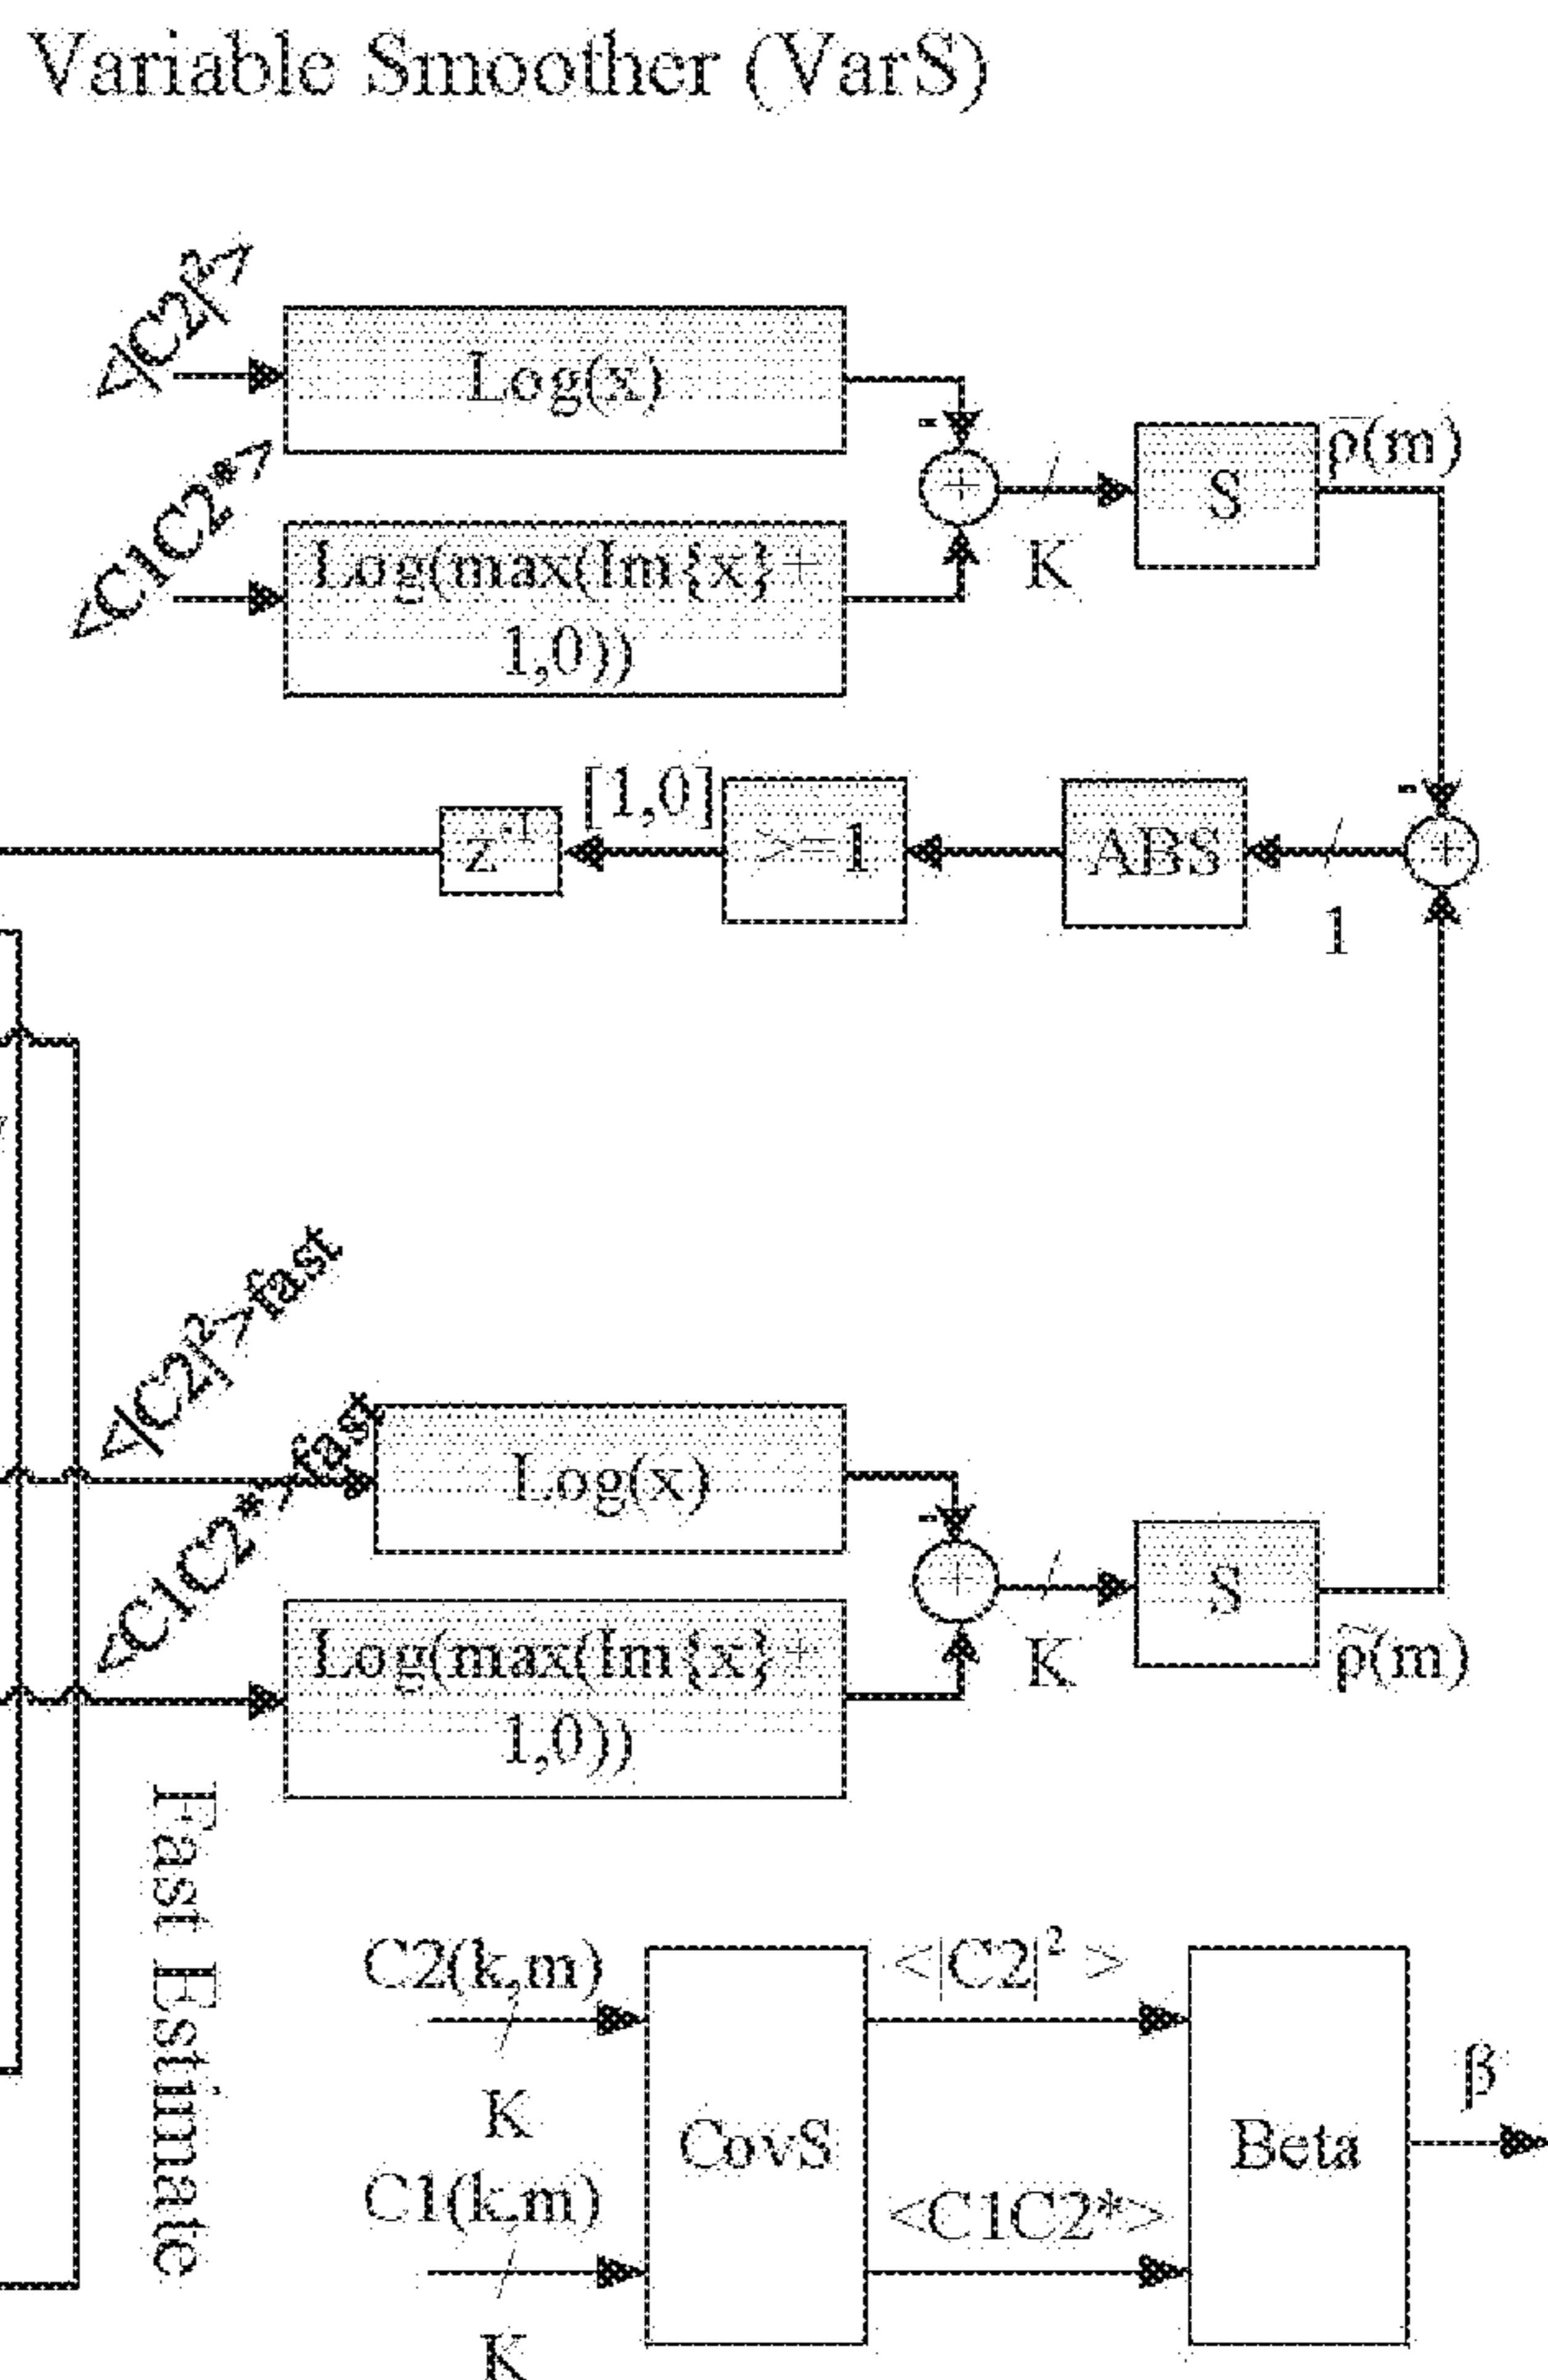 Variable Smoother (VarS)
<|C2|²>
Log(x)
-
+
<C1C2*>
Log(max(Im{x}+
1,0))
K
S
ρ̄(m)
-
+
1
ABS
>=1
[1,0]
z⁻¹
<|C2|²>fast
Log(x)
-
+
<C1C2*>fast
Log(max(Im{x}+
1,0))
K
S
ρ̃(m)
Fast Estimate
C2(k,m)
K
C1(k,m)
K
CovS
<|C2|² >
<C1C2*>
Beta
β